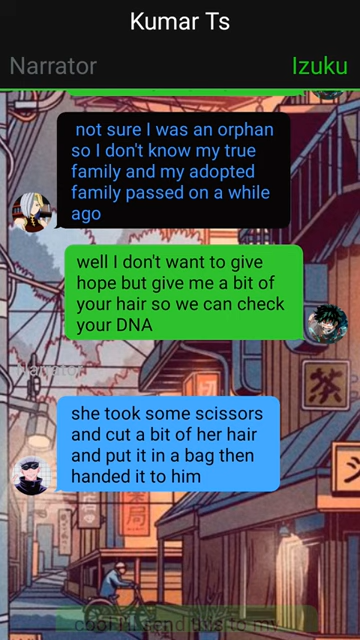 Kumar Ts
Narrator
Izuku
not sure I was an orphan
so I don't know my true
family and my adopted
family passed on a while
ago
well I don't want to give
hope but give me a bit of
your hair so we can check
your DNA
Narrator
she took some scissors
and cut a bit of her hair
and put it in a bag then
handed it to him